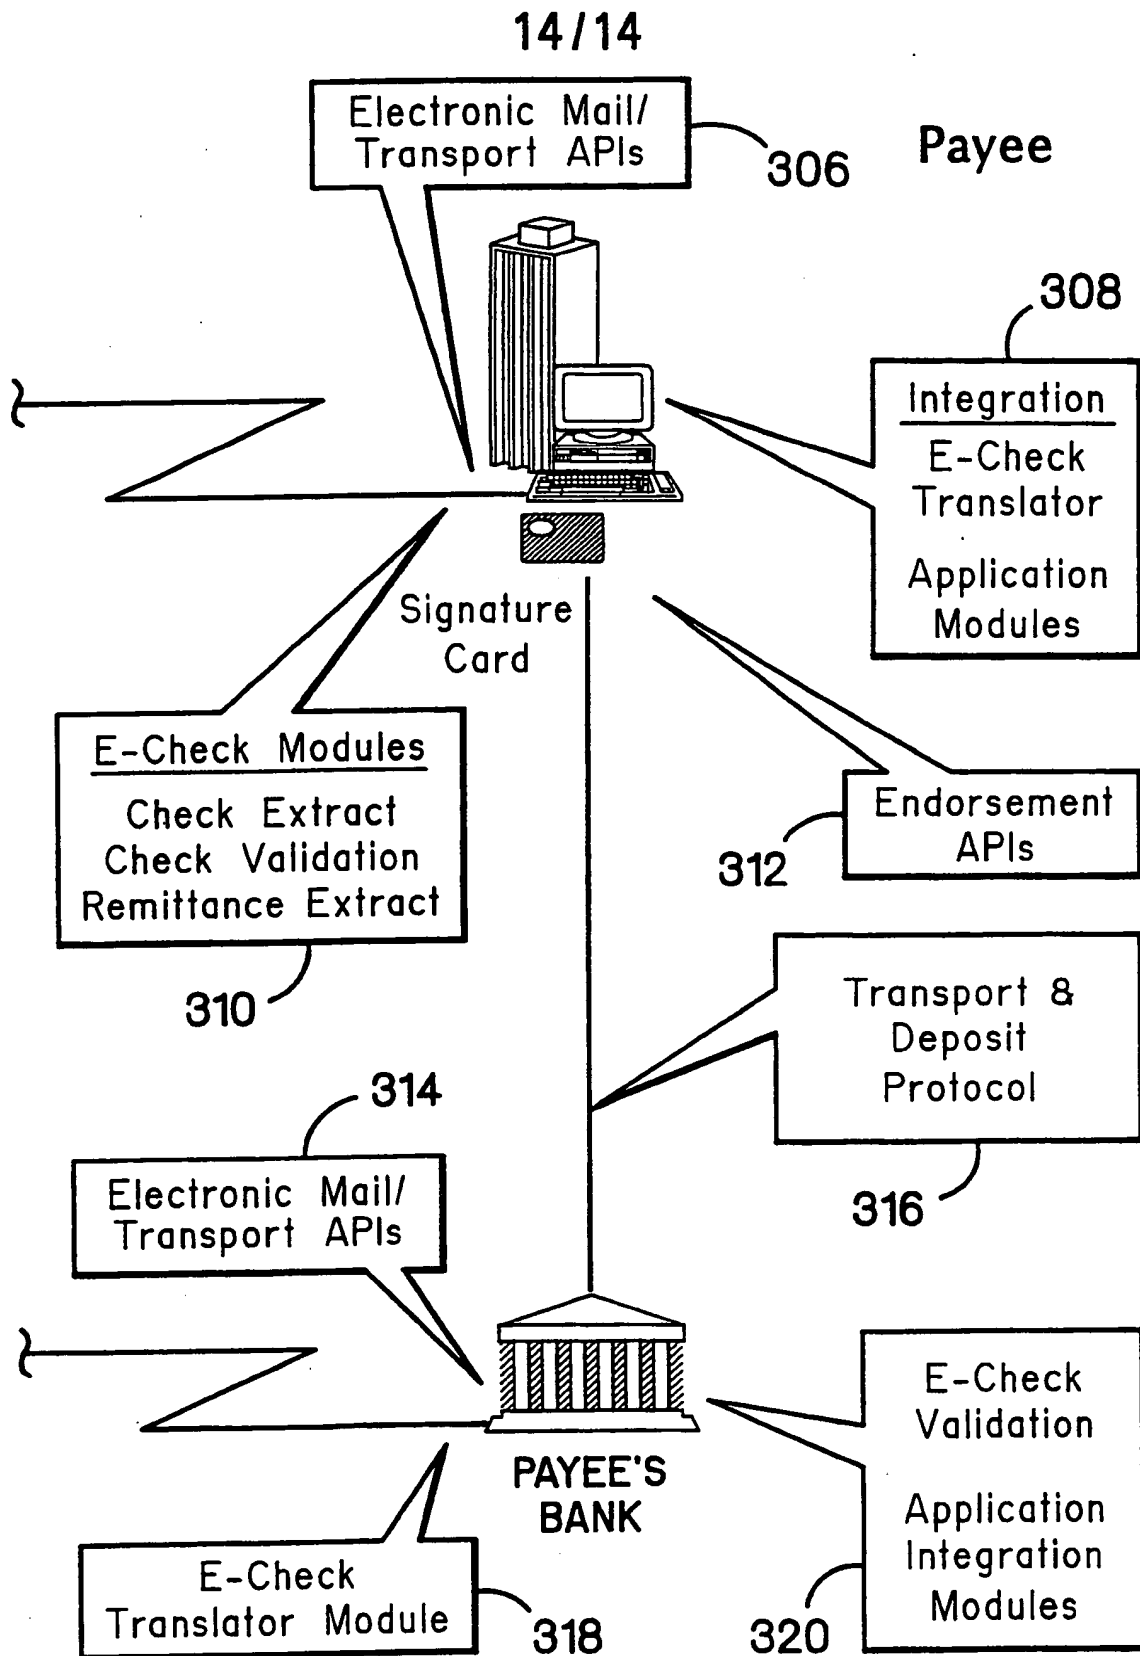 14/14
Electronic Mail/
Transport APIs
306
Payee
308
Integration
E-Check
Translator
Application
Modules
Signature
Card
E-Check Modules
Check Extract
Check Validation
Remittance Extract
310
Endorsement
APIs
312
Transport &
Deposit
Protocol
316
314
Electronic Mail/
Transport APIs
PAYEE'S
BANK
E-Check
Validation
Application
Integration
Modules
320
E-Check
Translator Module
318